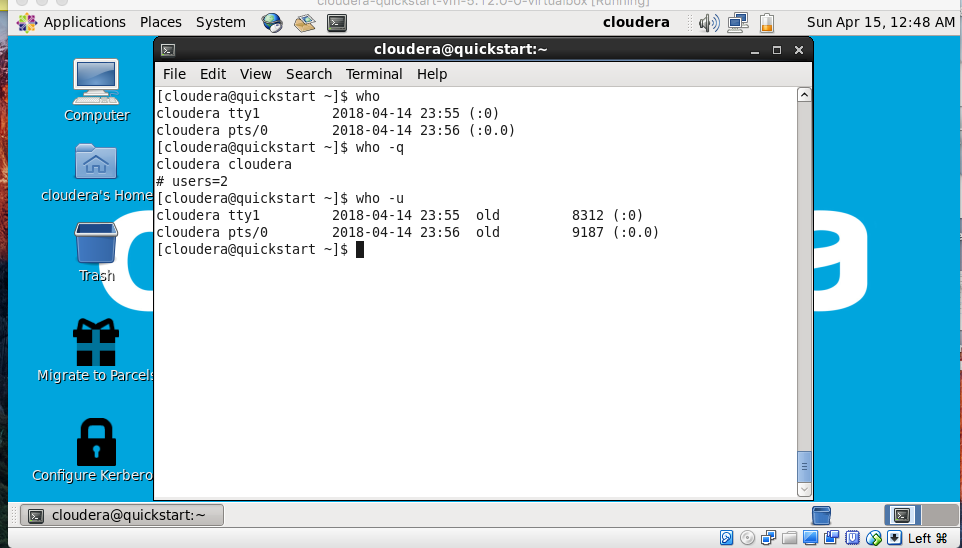 cloudera-quickstart-vm-5.12.0-0-virtualbox [Running]
Applications Places System cloudera Sun Apr 15, 12:48 AM
cloudera@quickstart:~
File Edit View Search Terminal Help
[cloudera@quickstart ~]$ who
cloudera tty1         2018-04-14 23:55 (:0)
cloudera pts/0        2018-04-14 23:56 (:0.0)
[cloudera@quickstart ~]$ who -q
cloudera cloudera
# users=2
[cloudera@quickstart ~]$ who -u
cloudera tty1         2018-04-14 23:55  old         8312 (:0)
cloudera pts/0        2018-04-14 23:56  old         9187 (:0.0)
[cloudera@quickstart ~]$
Computer
cloudera's Home
Trash
Migrate to Parcels
Configure Kerbero
cloudera@quickstart:~
Left ⌘